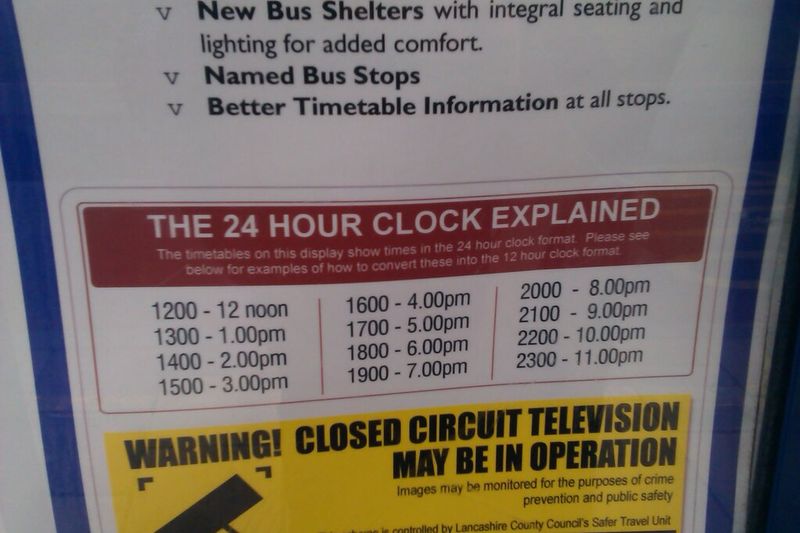 v New Bus Shelters with integral seating and
lighting for added comfort.
v Named Bus Stops
v Better Timetable Information at all stops.
THE 24 HOUR CLOCK EXPLAINED
The timetables on this display show times in the 24 hour clock format. Please see
below for examples of how to convert these into the 12 hour clock format.
1200 - 12 noon
1300 - 1.00pm
1400 - 2.00pm
1500 - 3.00pm
1600 - 4.00pm
1700 - 5.00pm
1800 - 6.00pm
1900 - 7.00pm
2000 - 8.00pm
2100 - 9.00pm
2200 - 10.00pm
2300 - 11.00pm
WARNING! CLOSED CIRCUIT TELEVISION
MAY BE IN OPERATION
Images may be monitored for the purposes of crime
prevention and public safety
is controlled by Lancashire County Council's Safer Travel Unit